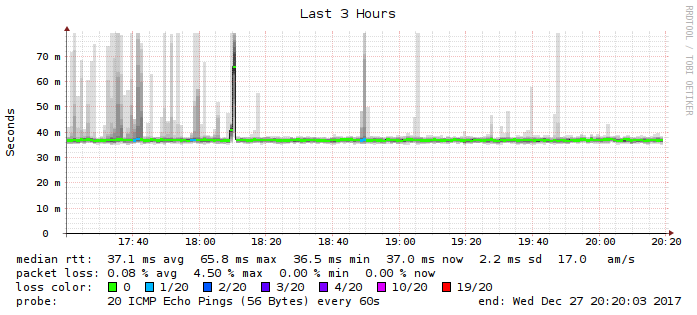 Last 3 Hours
RRDTOOL / TOBI OETIKER
Seconds
70 m
60 m
50 m
40 m
30 m
20 m
10 m
0
17:40 18:00 18:20 18:40 19:00 19:20 19:40 20:00 20:20
median rtt: 37.1 ms avg 65.8 ms max 36.5 ms min 37.0 ms now 2.2 ms sd 17.0 am/s
packet loss: 0.08 % avg 4.50 % max 0.00 % min 0.00 % now
loss color: 0 1/20 2/20 3/20 4/20 10/20 19/20
probe: 20 ICMP Echo Pings (56 Bytes) every 60s end: Wed Dec 27 20:20:03 2017